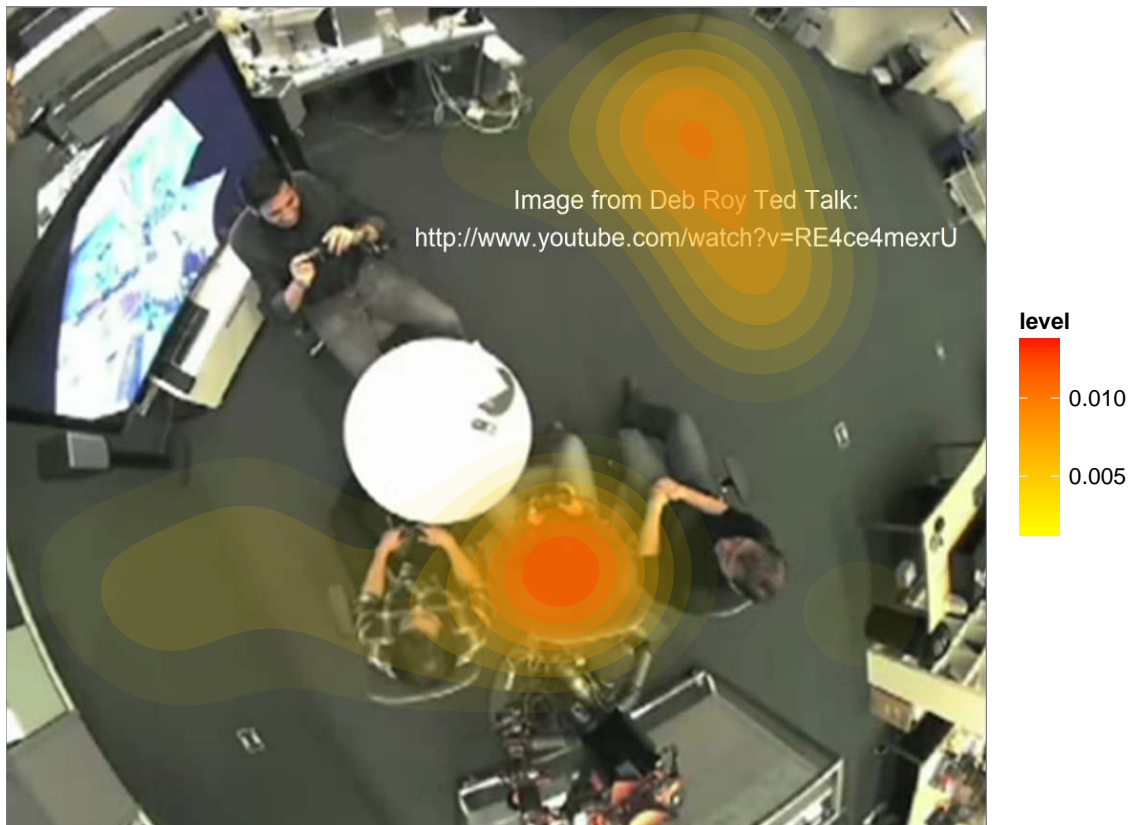 Image from Deb Roy Ted Talk:
http://www.youtube.com/watch?v=RE4ce4mexrU
level
0.010
0.005